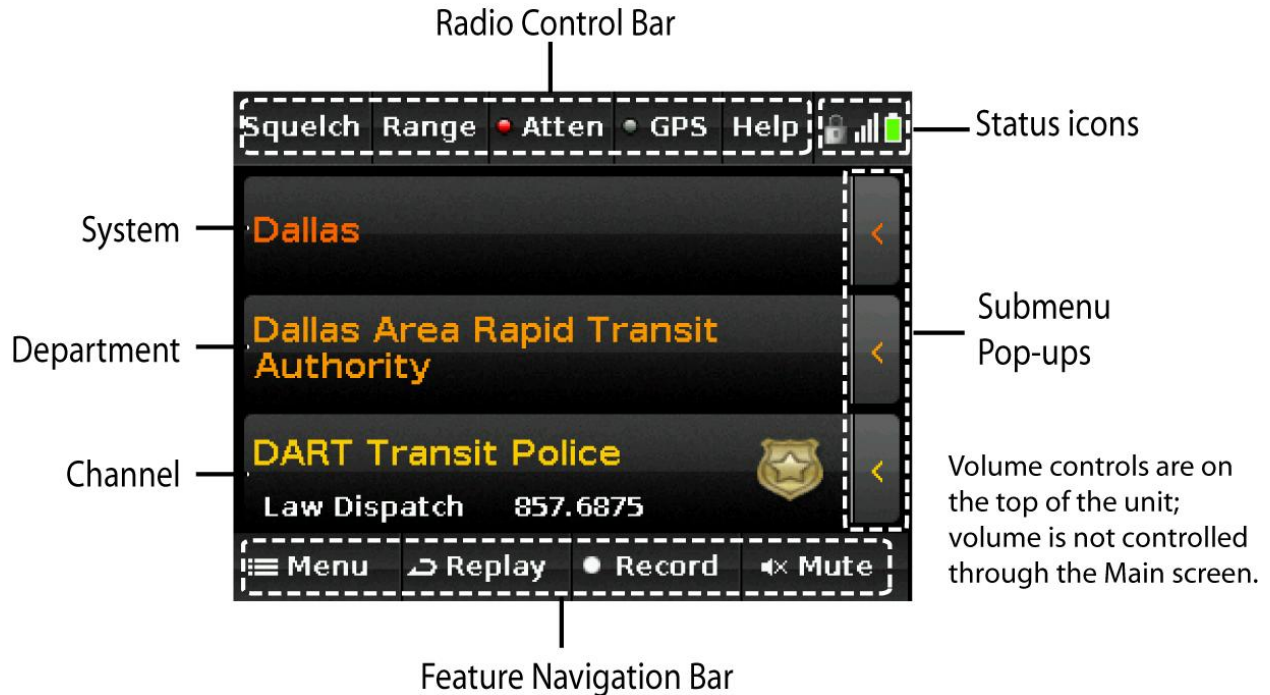 Radio Control Bar
Squelch Range Atten GPS Help
Status icons
System
Dallas
Department
Dallas Area Rapid Transit
Authority
Submenu
Pop-ups
Channel
DART Transit Police
Law Dispatch 857.6875
Volume controls are on
the top of the unit;
volume is not controlled
through the Main screen.
Menu Replay Record Mute
Feature Navigation Bar